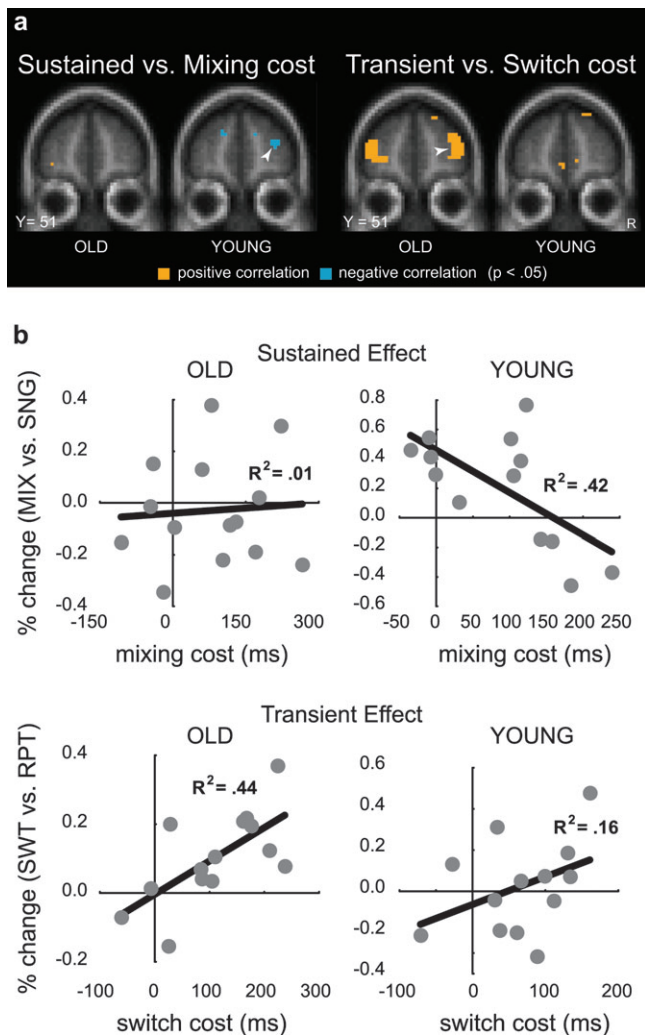 a
Sustained vs. Mixing cost
Transient vs. Switch cost
Y= 51
Y = 51
R
OLD
YOUNG
OLD
YOUNG
positive correlation
negative correlation
(p < .05)
b
Sustained Effect
OLD
YOUNG
% change (MIX vs. SNG)
0.4
0.2
0.0
-0.2
-0.4
R² = .01
-150
0
150
300
mixing cost (ms)
0.8
0.6
0.4
0.2
0.0
-0.2
-0.4
-0.6
R² = .42
-50
0
50
100
150
200
250
mixing cost (ms)
Transient Effect
OLD
YOUNG
% change (SWT vs. RPT)
0.4
0.2
0.0
-0.2
R² = .44
-100
0
100
200
300
switch cost (ms)
0.6
0.4
0.2
0.0
-0.2
-0.4
R² = .16
-100
0
100
200
switch cost (ms)